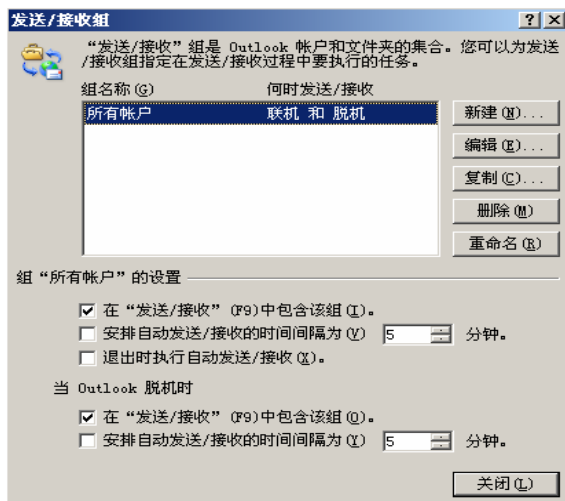 发送/接收组
“发送/接收”组是 Outlook 帐户和文件夹的集合。您可以为发送
/接收组指定在发送/接收过程中要执行的任务。
组名称(G) 何时发送/接收
所有帐户 联机 和 脱机
新建(N)...
编辑(E)...
复制(C)...
删除(M)
重命名(R)
组“所有帐户”的设置
在“发送/接收”(F9)中包含该组(I)。
安排自动发送/接收的时间间隔为(V) 5 分钟。
退出时执行自动发送/接收(X)。
当 Outlook 脱机时
在“发送/接收”(F9)中包含该组(O)。
安排自动发送/接收的时间间隔为(Y) 5 分钟。
关闭(L)